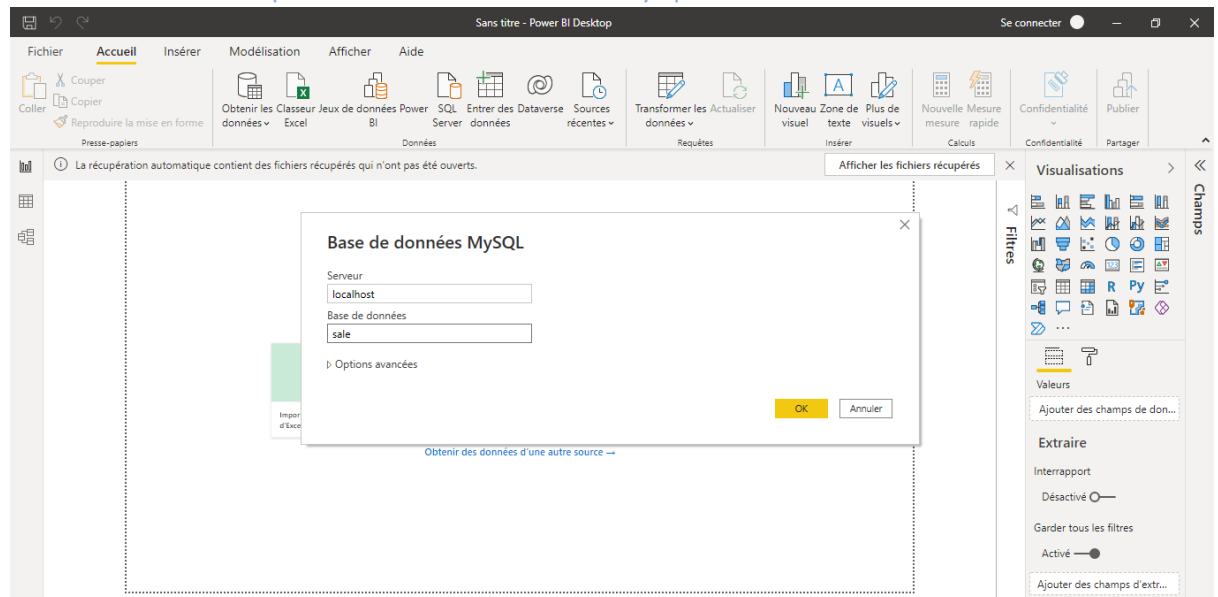 Sans titre - Power BI Desktop
Se connecter
Fichier Accueil Insérer Modélisation Afficher Aide
Coller
Couper
Copier
Reproduire la mise en forme
Presse-papiers
Obtenir les données
Classeur Excel
Jeux de données Power BI
SQL Server
Entrer des données
Dataverse
Sources récentes
Données
Transformer les données
Actualiser
Requêtes
Nouveau visuel
Zone de texte
Plus de visuels
Insérer
Nouvelle mesure
Mesure rapide
Calculs
Confidentialité
Confidentialité
Publier
Partager
La récupération automatique contient des fichiers récupérés qui n'ont pas été ouverts.
Afficher les fichiers récupérés
Base de données MySQL
Serveur
localhost
Base de données
sale
Options avancées
OK
Annuler
Impor
d'Exce
Obtenir des données d'une autre source →
Filtres
Visualisations
R Py
123
...
Valeurs
Ajouter des champs de don...
Extraire
Interrapport
Désactivé
Garder tous les filtres
Activé
Ajouter des champs d'extr...
Champs